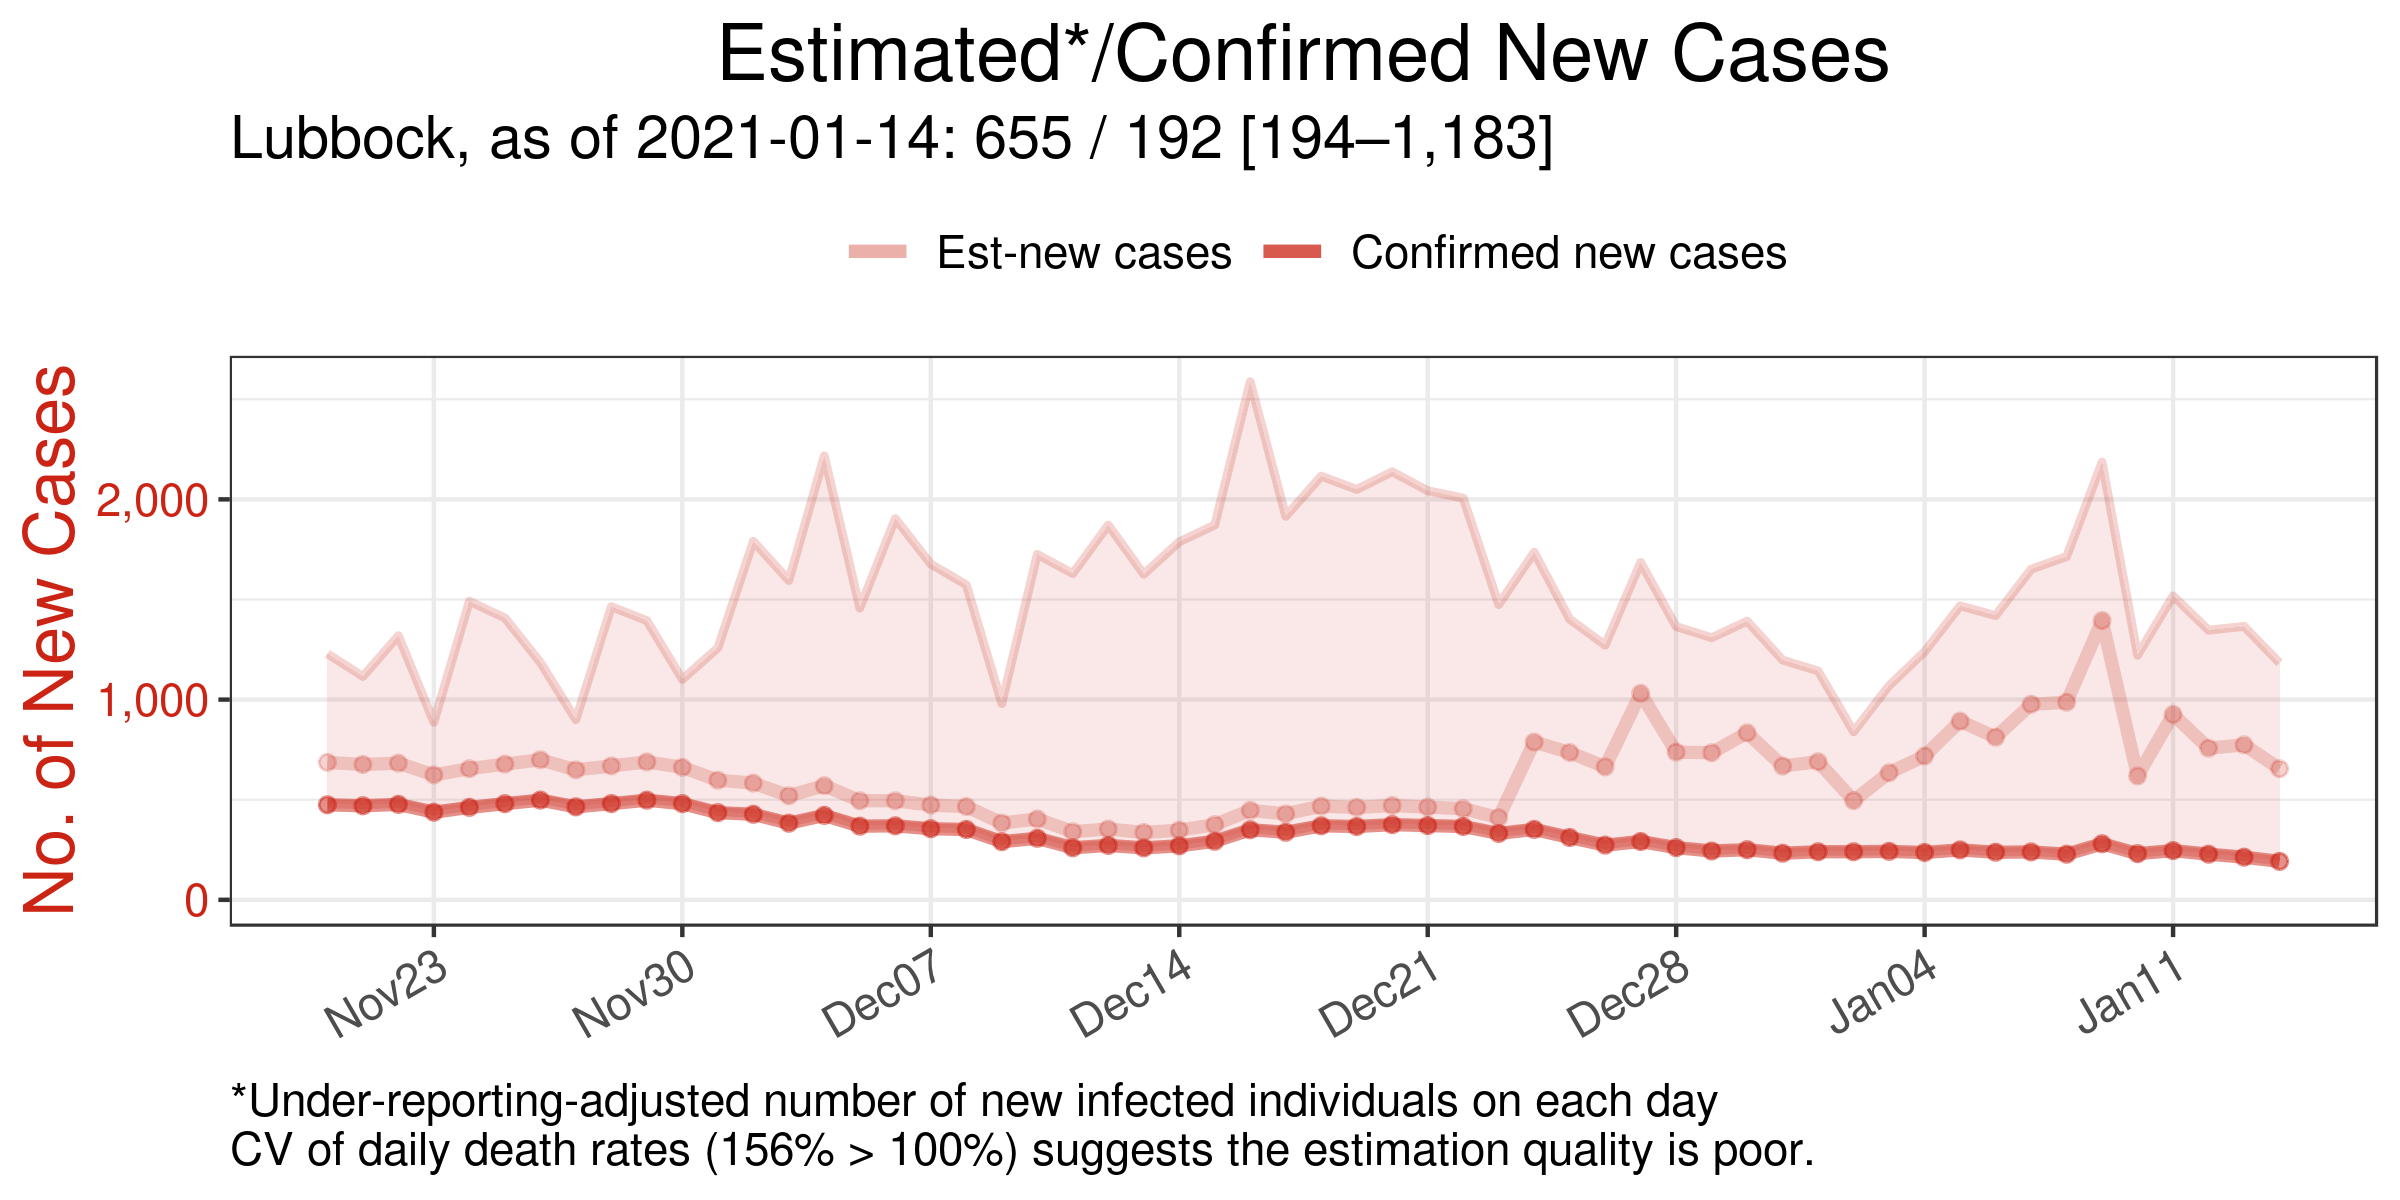 Estimated*/Confirmed New Cases
Lubbock, as of 2021-01-14: 655 / 192 [194–1,183]
Est-new cases
Confirmed new cases
No. of New Cases
2,000
1,000
0
Nov23
Nov30
Dec07
Dec14
Dec21
Dec28
Jan04
Jan11
*Under-reporting-adjusted number of new infected individuals on each day
CV of daily death rates (156% > 100%) suggests the estimation quality is poor.